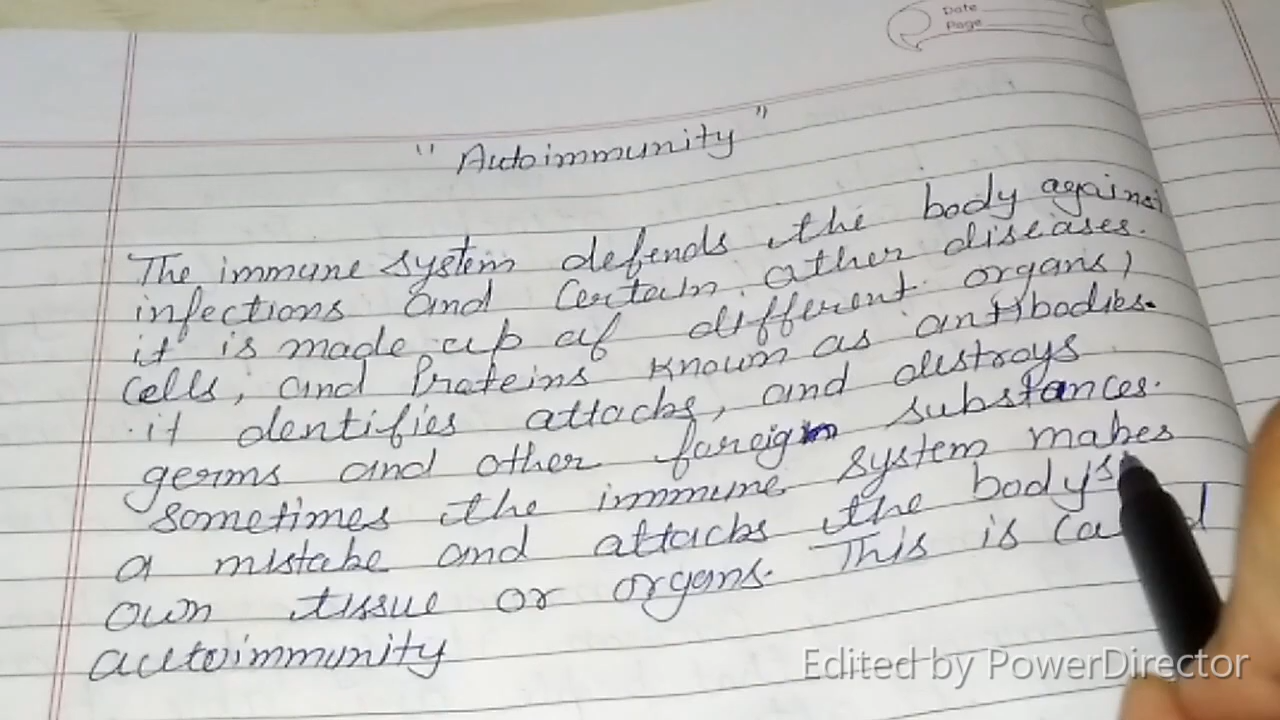 Date
Page
" Autoimmunity "
The immune system defends the body against
infections and Certain other diseases.
it is made up of different organs,
Cells, and Proteins known as antibodies.
it dentifies attacks, and destroys
germs and other foreign substances.
sometimes the immune system makes
a mistake and attacks the body's
own tissue or organs. This is
autoimmunity
Edited by PowerDirector